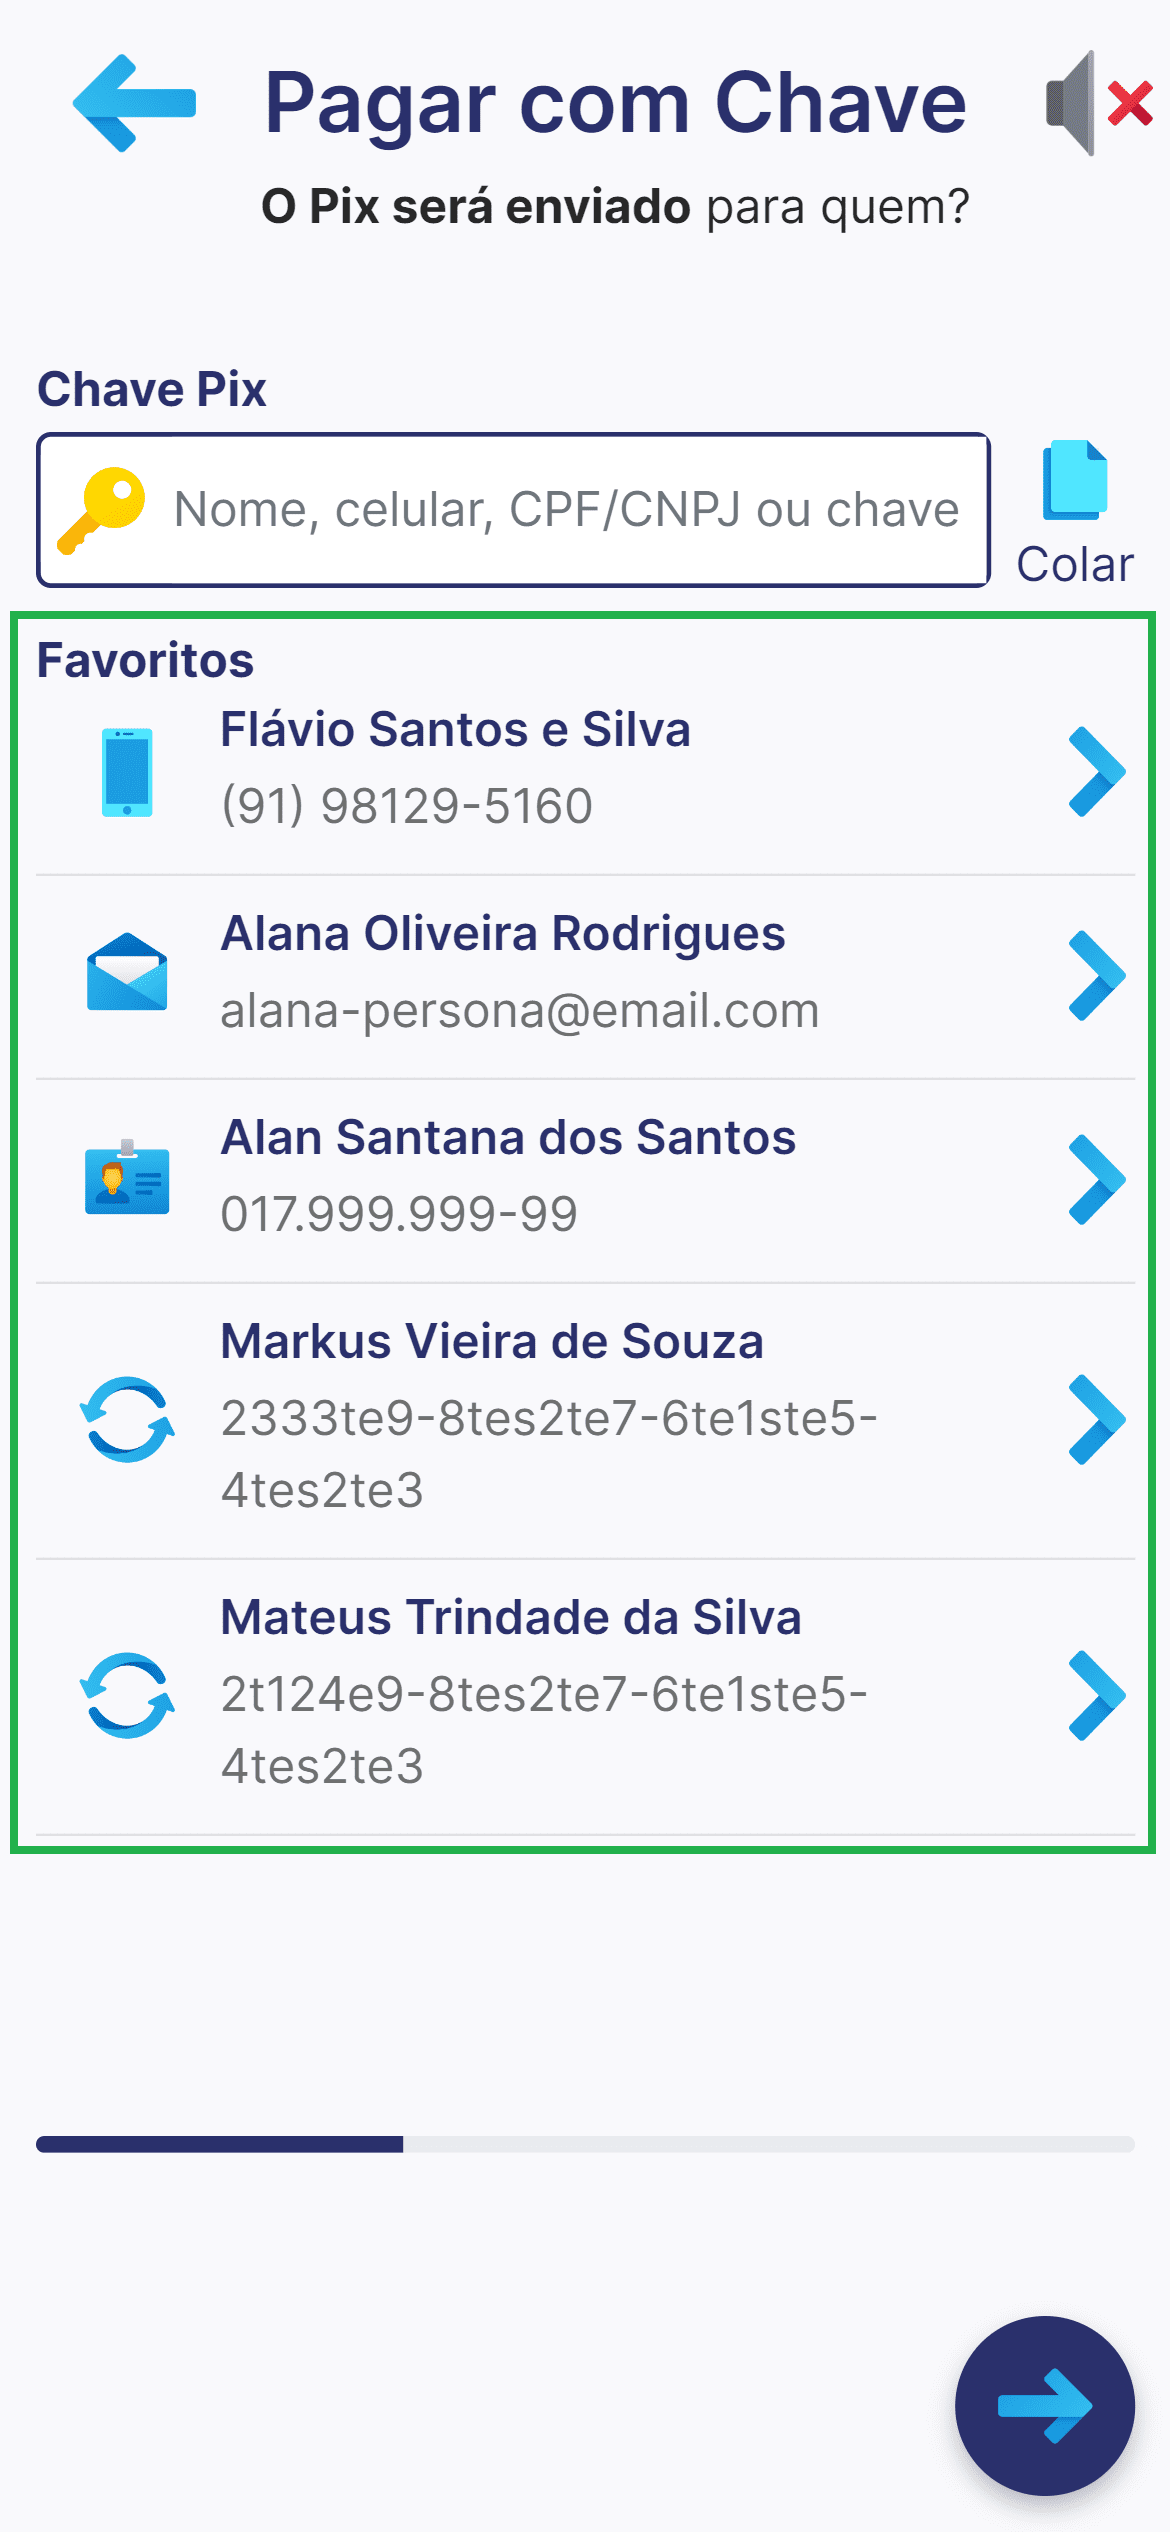 Pagar com Chave
O Pix será enviado para quem?
Chave Pix
Nome, celular, CPF/CNPJ ou chave
Colar
Favoritos
Flávio Santos e Silva
(91) 98129-5160
Alana Oliveira Rodrigues
alana-persona@email.com
Alan Santana dos Santos
017.999.999-99
Markus Vieira de Souza
2333te9-8tes2te7-6te1ste5-
4tes2te3
Mateus Trindade da Silva
2t124e9-8tes2te7-6te1ste5-
4tes2te3